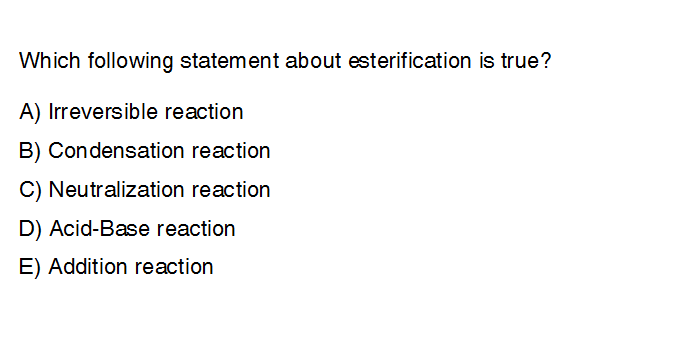 Which following statement about esterification is true?
A) Irreversible reaction
B) Condensation reaction
C) Neutralization reaction
D) Acid-Base reaction
E) Addition reaction